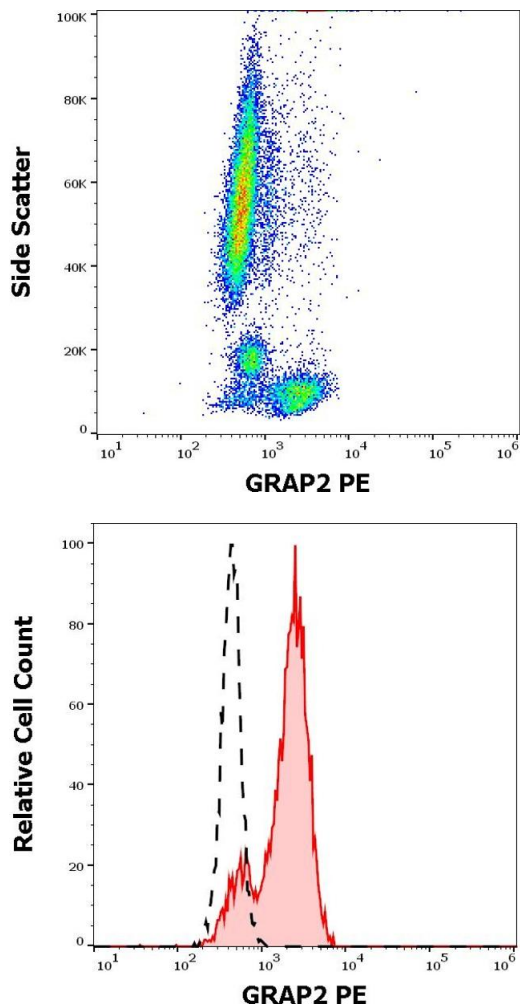 100K
80K
60K
40K
20K
0
Side Scatter
10¹ 10² 10³ 10⁴ 10⁵ 10⁶
GRAP2 PE
100
80
60
40
20
0
Relative Cell Count
10¹ 10² 10³ 10⁴ 10⁵ 10⁶
GRAP2 PE